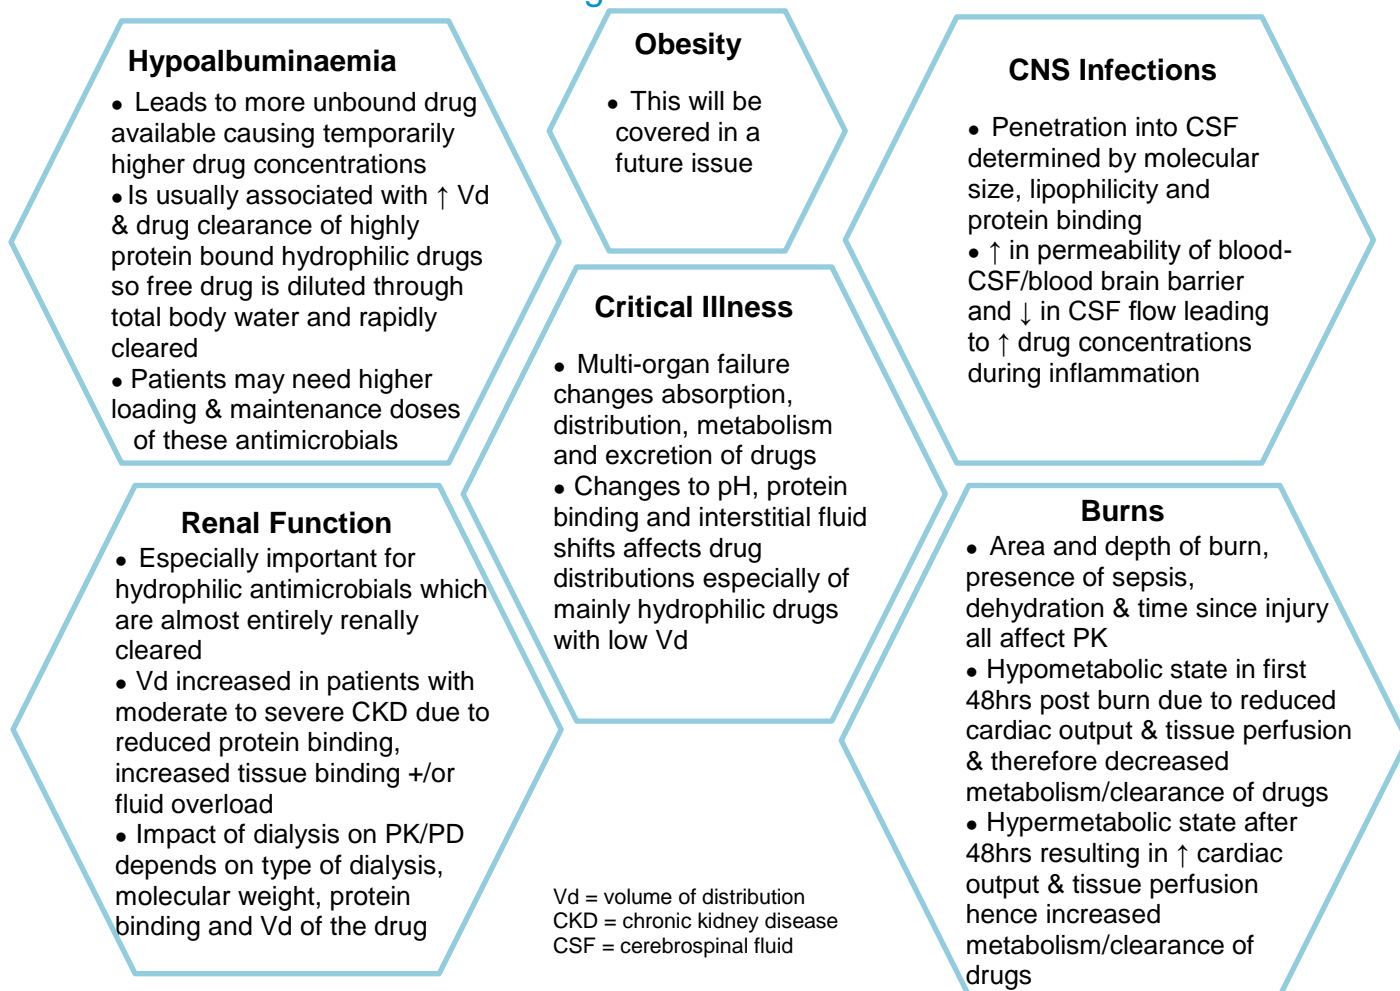 Hypoalbuminaemia
• Leads to more unbound drug
available causing temporarily
higher drug concentrations
• Is usually associated with ↑ Vd
& drug clearance of highly
protein bound hydrophilic drugs
so free drug is diluted through
total body water and rapidly
cleared
• Patients may need higher
loading & maintenance doses
of these antimicrobials
Obesity
• This will be
covered in a
future issue
CNS Infections
• Penetration into CSF
determined by molecular
size, lipophilicity and
protein binding
• ↑ in permeability of blood-
CSF/blood brain barrier
and ↓ in CSF flow leading
to ↑ drug concentrations
during inflammation
Critical Illness
• Multi-organ failure
changes absorption,
distribution, metabolism
and excretion of drugs
• Changes to pH, protein
binding and interstitial fluid
shifts affects drug
distributions especially of
mainly hydrophilic drugs
with low Vd
Renal Function
• Especially important for
hydrophilic antimicrobials which
are almost entirely renally
cleared
• Vd increased in patients with
moderate to severe CKD due to
reduced protein binding,
increased tissue binding +/or
fluid overload
• Impact of dialysis on PK/PD
depends on type of dialysis,
molecular weight, protein
binding and Vd of the drug
Burns
• Area and depth of burn,
presence of sepsis,
dehydration & time since injury
all affect PK
• Hypometabolic state in first
48hrs post burn due to reduced
cardiac output & tissue perfusion
& therefore decreased
metabolism/clearance of drugs
• Hypermetabolic state after
48hrs resulting in ↑ cardiac
output & tissue perfusion
hence increased
metabolism/clearance of
drugs
Vd = volume of distribution
CKD = chronic kidney disease
CSF = cerebrospinal fluid